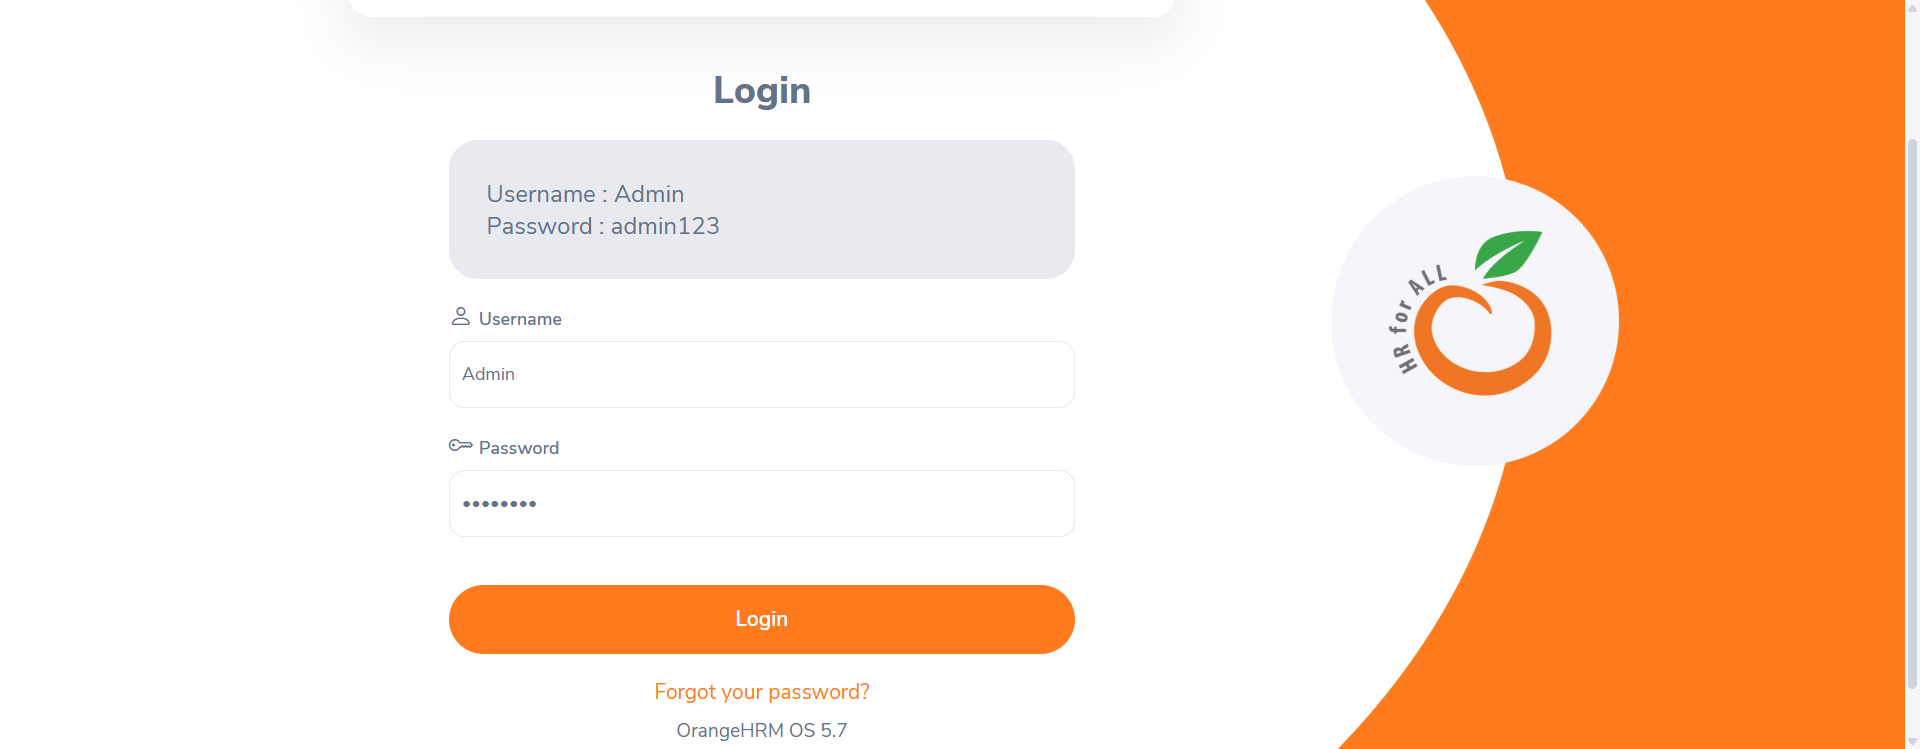 Login
Username : Admin
Password : admin123
Username
Admin
Password
••••••••
Login
Forgot your password?
OrangeHRM OS 5.7
HR for ALL